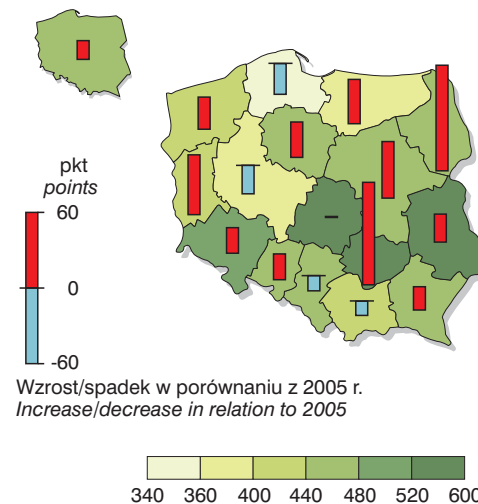 pkt
points
60
0
-60
Wzrost/spadek w porównaniu z 2005 r.
Increase/decrease in relation to 2005
340 360 400 440 480 520 600